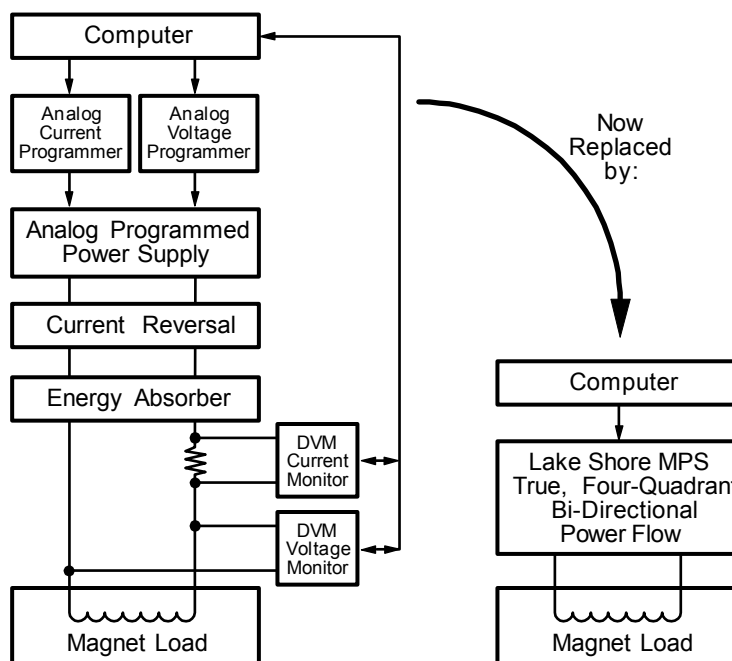 Computer
Analog
Current
Programmer
Analog
Voltage
Programmer
Analog Programmed
Power Supply
Current Reversal
Energy Absorber
DVM
Current
Monitor
DVM
Voltage
Monitor
Magnet Load
Now
Replaced
by:
Computer
Lake Shore MPS
True, Four-Quadrant
Bi-Directional
Power Flow
Magnet Load